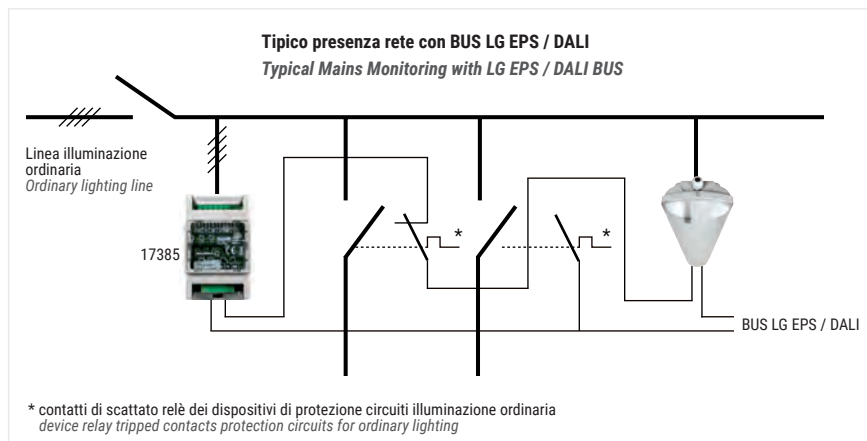 Tipico presenza rete con BUS LG EPS / DALI
Typical Mains Monitoring with LG EPS / DALI BUS
Linea illuminazione
ordinaria
Ordinary lighting line
17385
*
*
BUS LG EPS / DALI
* contatti di scattato relè dei dispositivi di protezione circuiti illuminazione ordinaria
device relay tripped contacts protection circuits for ordinary lighting